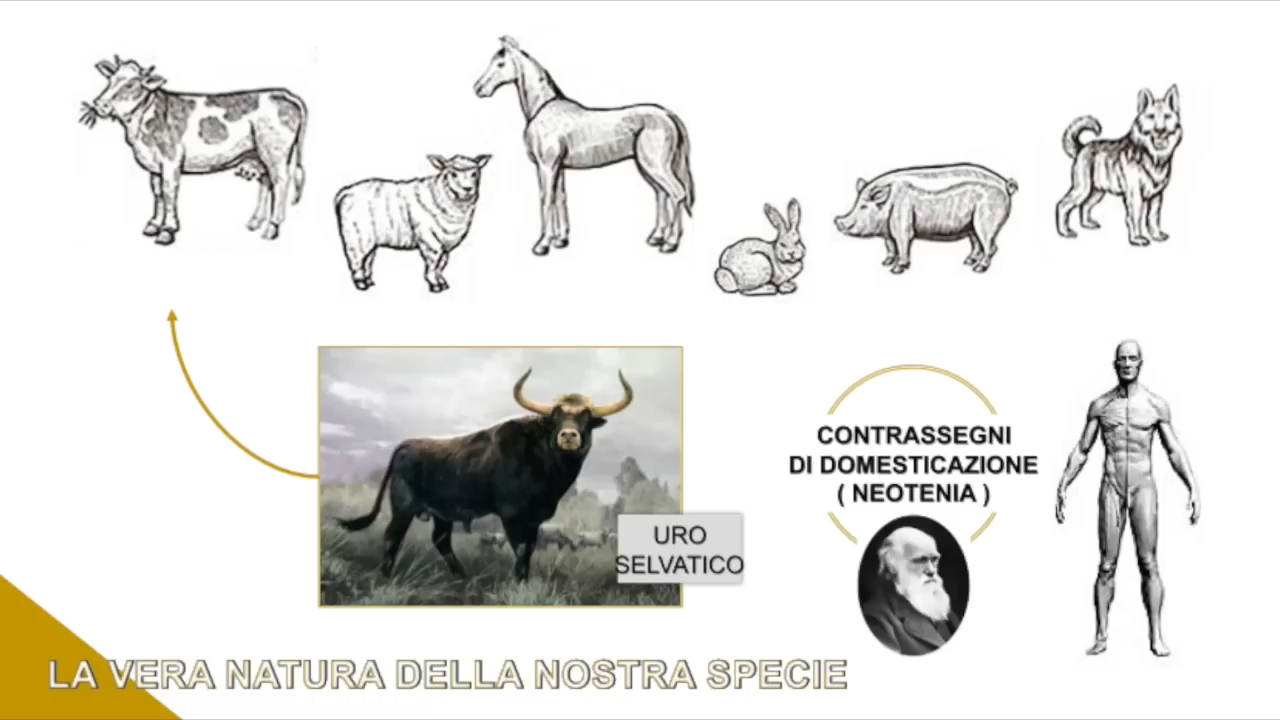 URO
SELVATICO
CONTRASSEGNI
DI DOMESTICAZIONE
( NEOTENIA )
LA VERA NATURA DELLA NOSTRA SPECIE